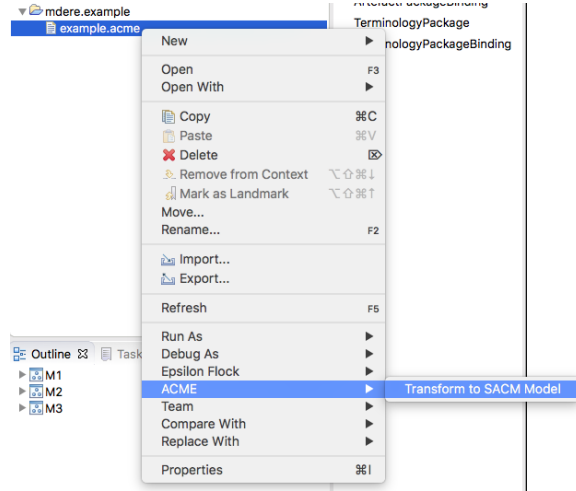 mdere.example
example.acme
TerminologyPackage
nologyPackageBinding
New
Open F3
Open With
Copy ⌘C
Paste ⌘V
Delete ⌦
Remove from Context ⌥⇧⌘↓
Mark as Landmark ⌥⇧⌘↑
Move...
Rename... F2
Import...
Export...
Refresh F5
Run As
Debug As
Epsilon Flock
ACME
Transform to SACM Model
Team
Compare With
Replace With
Properties ⌘I
Outline
Task
M1
M2
M3